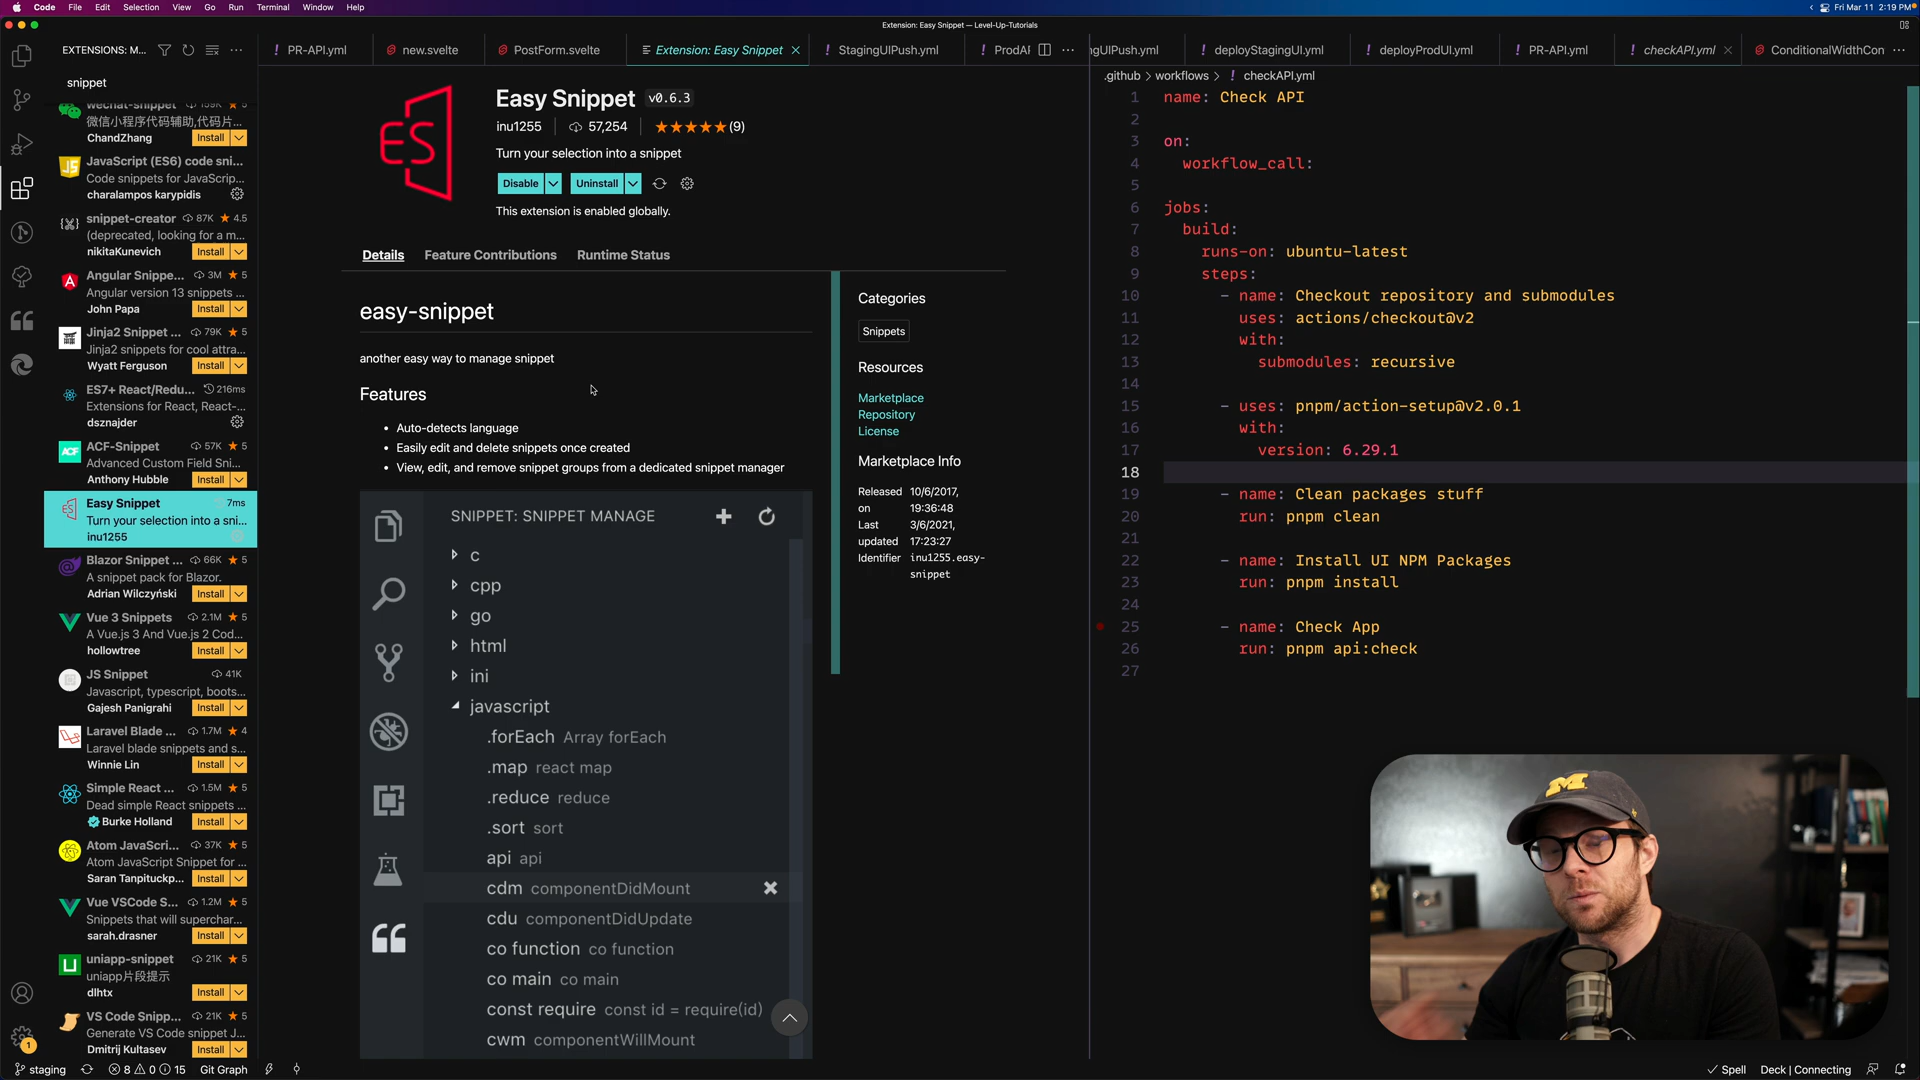 Code File Edit Selection View Go Run Terminal Window Help
Fri Mar 11 2:19 PM
Extension: Easy Snippet — Level-Up-Tutorials
EXTENSIONS: M...
PR-API.yml
new.svelte
PostForm.svelte
Extension: Easy Snippet
StagingUIPush.yml
ProdAF
gUIPush.yml
deployStagingUI.yml
deployProdUI.yml
PR-API.yml
checkAPI.yml
ConditionalWidthCon
snippet
wechat-snippet 159K 5
微信小程序代码辅助,代码片...
ChandZhang
Install
JavaScript (ES6) code sni...
Code snippets for JavaScrip...
charalampos karypidis
snippet-creator 87K 4.5
(deprecated, looking for a m...
nikitaKunevich
Install
Angular Snippe... 3M 5
Angular version 13 snippets ...
John Papa
Install
Jinja2 Snippet ... 79K 5
Jinja2 snippets for cool attra...
Wyatt Ferguson
Install
ES7+ React/Redu... 216ms
Extensions for React, React-...
dsznajder
ACF-Snippet 57K 5
Advanced Custom Field Sni...
Anthony Hubble
Install
Easy Snippet 7ms
Turn your selection into a sni...
inu1255
Blazor Snippet ... 66K 5
A snippet pack for Blazor.
Adrian Wilczyński
Install
Vue 3 Snippets 2.1M 5
A Vue.js 3 And Vue.js 2 Cod...
hollowtree
Install
JS Snippet 41K
Javascript, typescript, boots...
Gajesh Panigrahi
Install
Laravel Blade ... 1.7M 4
Laravel blade snippets and s...
Winnie Lin
Install
Simple React ... 1.5M 5
Dead simple React snippets ...
Burke Holland
Install
Atom JavaScri... 37K 5
Atom JavaScript Snippet for ...
Saran Tanpituckp...
Install
Vue VSCode S... 1.2M 5
Snippets that will supercharg...
sarah.drasner
Install
uniapp-snippet 21K 5
uniapp片段提示
dlhtx
Install
VS Code Snipp... 21K 5
Generate VS Code snippet J...
Dmitrij Kultasev
Install
ES
Easy Snippet v0.6.3
inu1255 57,254 (9)
Turn your selection into a snippet
Disable Uninstall
This extension is enabled globally.
Details Feature Contributions Runtime Status
easy-snippet
another easy way to manage snippet
Features
Auto-detects language
Easily edit and delete snippets once created
View, edit, and remove snippet groups from a dedicated snippet manager
SNIPPET: SNIPPET MANAGE
c
cpp
go
html
ini
javascript
.forEach Array forEach
.map react map
.reduce reduce
.sort sort
api api
cdm componentDidMount
cdu componentDidUpdate
co function co function
co main co main
const require const id = require(id)
cwm componentWillMount
Categories
Snippets
Resources
Marketplace
Repository
License
Marketplace Info
Released on 10/6/2017, 19:36:48
Last updated 3/6/2021, 17:23:27
Identifier inu1255.easy-snippet
.github > workflows > ! checkAPI.yml
1 name: Check API
2
3 on:
4 workflow_call:
5
6 jobs:
7 build:
8 runs-on: ubuntu-latest
9 steps:
10 - name: Checkout repository and submodules
11 uses: actions/checkout@v2
12 with:
13 submodules: recursive
14
15 - uses: pnpm/action-setup@v2.0.1
16 with:
17 version: 6.29.1
18
19 - name: Clean packages stuff
20 run: pnpm clean
21
22 - name: Install UI NPM Packages
23 run: pnpm install
24
25 - name: Check App
26 run: pnpm api:check
27
M
1
staging 8 0 15 Git Graph
Spell Deck | Connecting